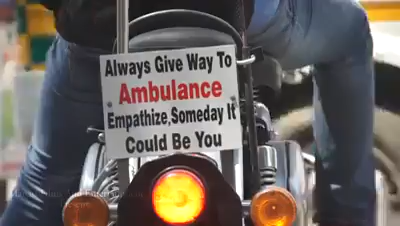 Always Give Way To
Ambulance
Empathize,Someday It
Could Be You